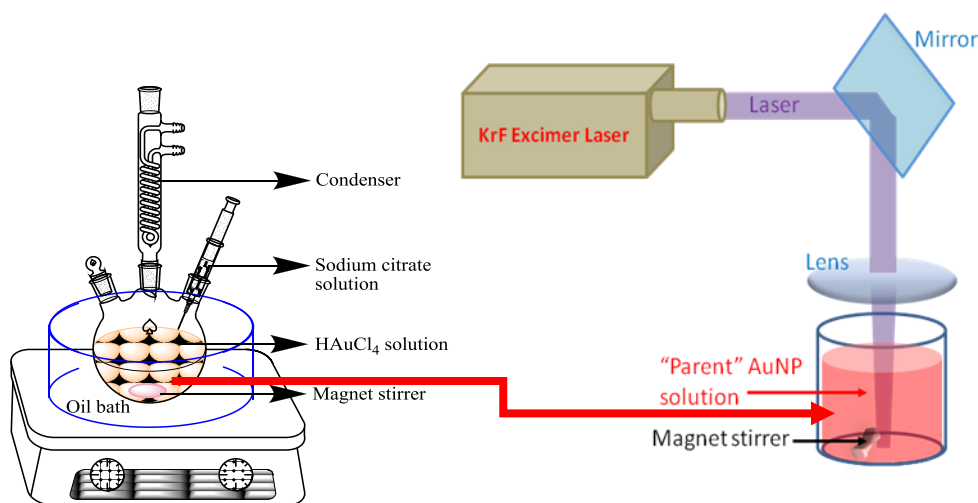 Condenser
Sodium citrate
solution
HAuCl4 solution
Magnet stirrer
Oil bath
KrF Excimer Laser
Laser
Mirror
Lens
“Parent” AuNP
solution
Magnet stirrer